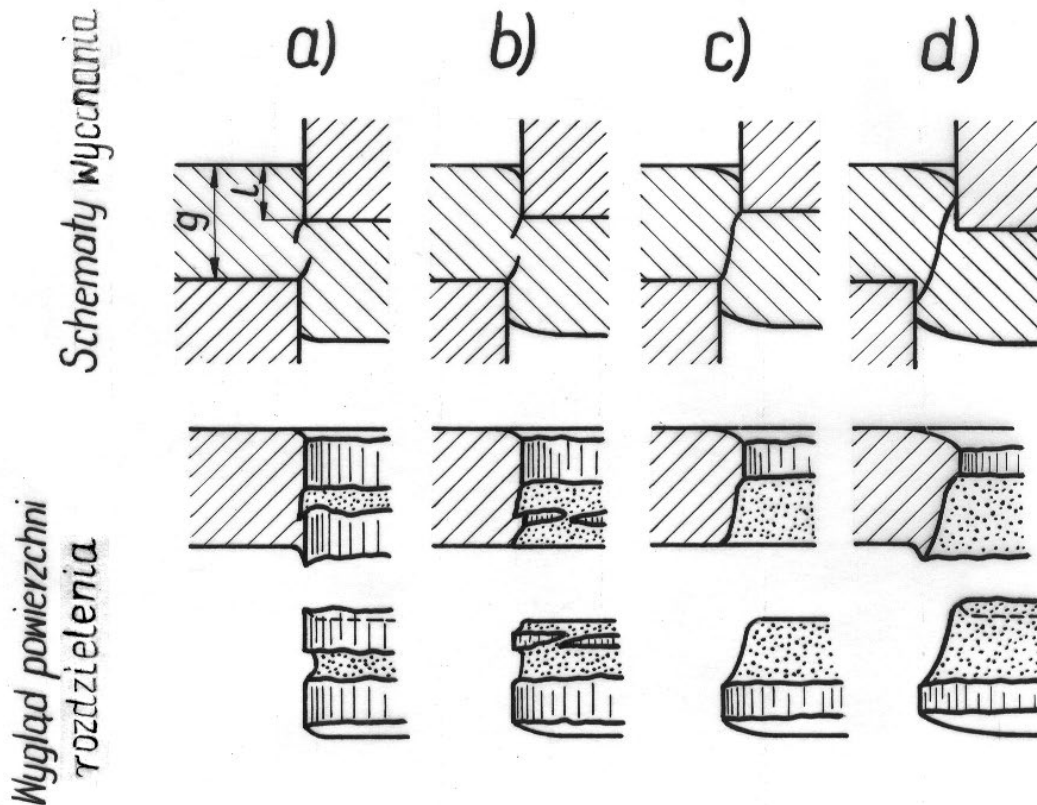 a) b) c) d)
Schematy wycinania
g
l
Wygląd powierzchni
rozdzielenia